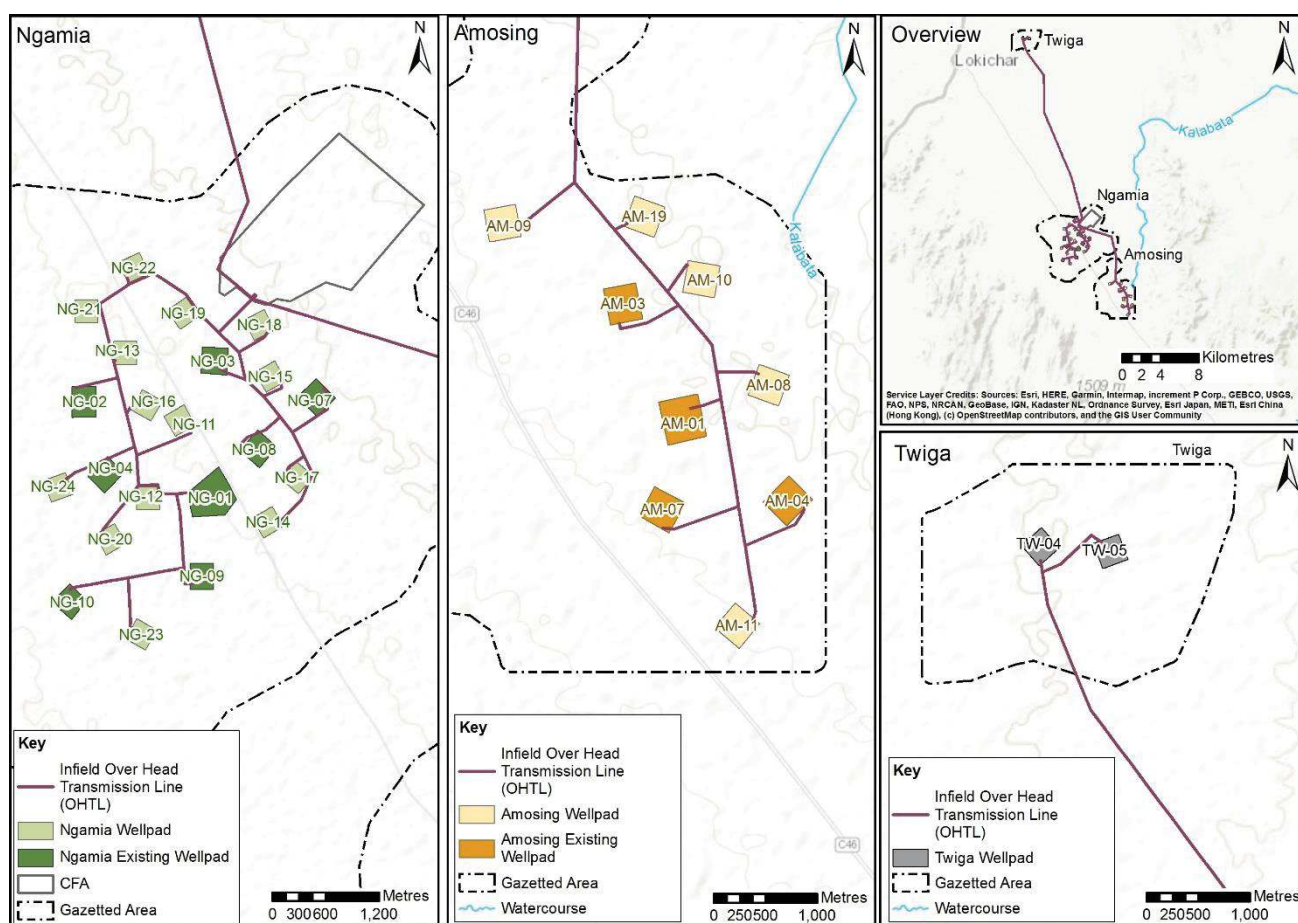 Ngamia
N
NG-22
NG-21
NG-19
NG-18
NG-13
NG-03
NG-15
NG-02
NG-16
NG-07
NG-11
NG-08
NG-04
NG-24
NG-12
NG-01
NG-17
NG-14
NG-20
NG-09
NG-10
NG-23
Key
Infield Over Head
Transmission Line
(OHTL)
Ngamia Wellpad
Ngamia Existing Wellpad
CFA
Gazetted Area
Metres
0 300600 1,200
Amosing
N
AM-09
AM-19
AM-10
Kalabata
AM-03
C46
AM-08
AM-01
AM-07
AM-04
AM-11
C46
Key
Infield Over Head
Transmission Line
(OHTL)
Amosing Wellpad
Amosing Existing
Wellpad
Gazetted Area
Watercourse
Metres
0 250500 1,000
Overview
N
Twiga
Lokichar
Kalabata
Ngamia
Amosing
Kilometres
0 2 4 8
1509 m
Service Layer Credits: Sources: Esri, HERE, Garmin, Intermap, increment P Corp., GEBCO, USGS,
FAO, NPS, NRCAN, GeoBase, IGN, Kadaster NL, Ordnance Survey, Esri Japan, METI, Esri China
(Hong Kong), (c) OpenStreetMap contributors, and the GIS User Community
Twiga
Twiga
N
TW-04
TW-05
Key
Infield Over Head
Transmission Line
(OHTL)
Twiga Wellpad
Gazetted Area
Metres
0 250500 1,000